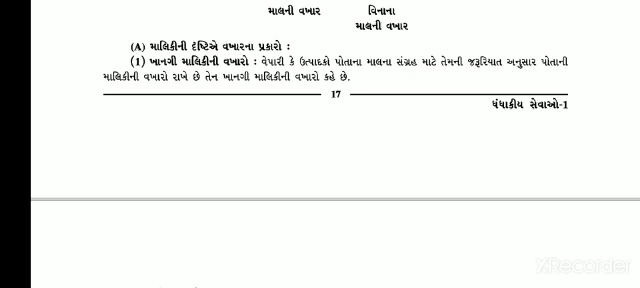 માલની વખાર વિનાના
માલની વખાર
(A) માલિકીની દૃષ્ટિએ વખારના પ્રકારો :
(1) ખાનગી માલિકીની વખારો : વેપારી કે ઉત્પાદકો પોતાના માલના સંગ્રહ માટે તેમની જરૂરિયાત અનુસાર પોતાની
માલિકીની વખારો રાખે છે તેન ખાનગી માલિકીની વખારો કહે છે.
17
ધંધાકીય સેવાઓ-1
XRecorder